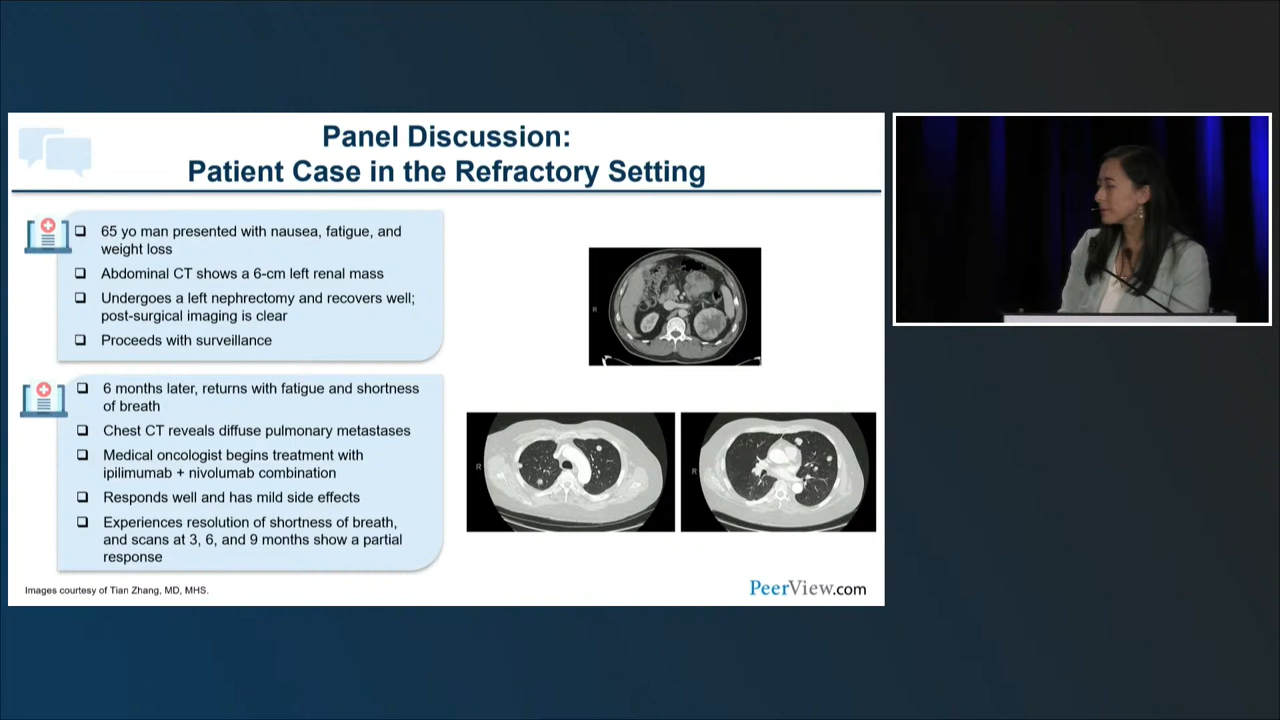 Panel Discussion:
Patient Case in the Refractory Setting
❑ 65 yo man presented with nausea, fatigue, and
weight loss
❑ Abdominal CT shows a 6-cm left renal mass
❑ Undergoes a left nephrectomy and recovers well;
post-surgical imaging is clear
❑ Proceeds with surveillance
❑ 6 months later, returns with fatigue and shortness
of breath
❑ Chest CT reveals diffuse pulmonary metastases
❑ Medical oncologist begins treatment with
ipilimumab + nivolumab combination
❑ Responds well and has mild side effects
❑ Experiences resolution of shortness of breath,
and scans at 3, 6, and 9 months show a partial
response
R
R
R
Images courtesy of Tian Zhang, MD, MHS.
PeerView.com